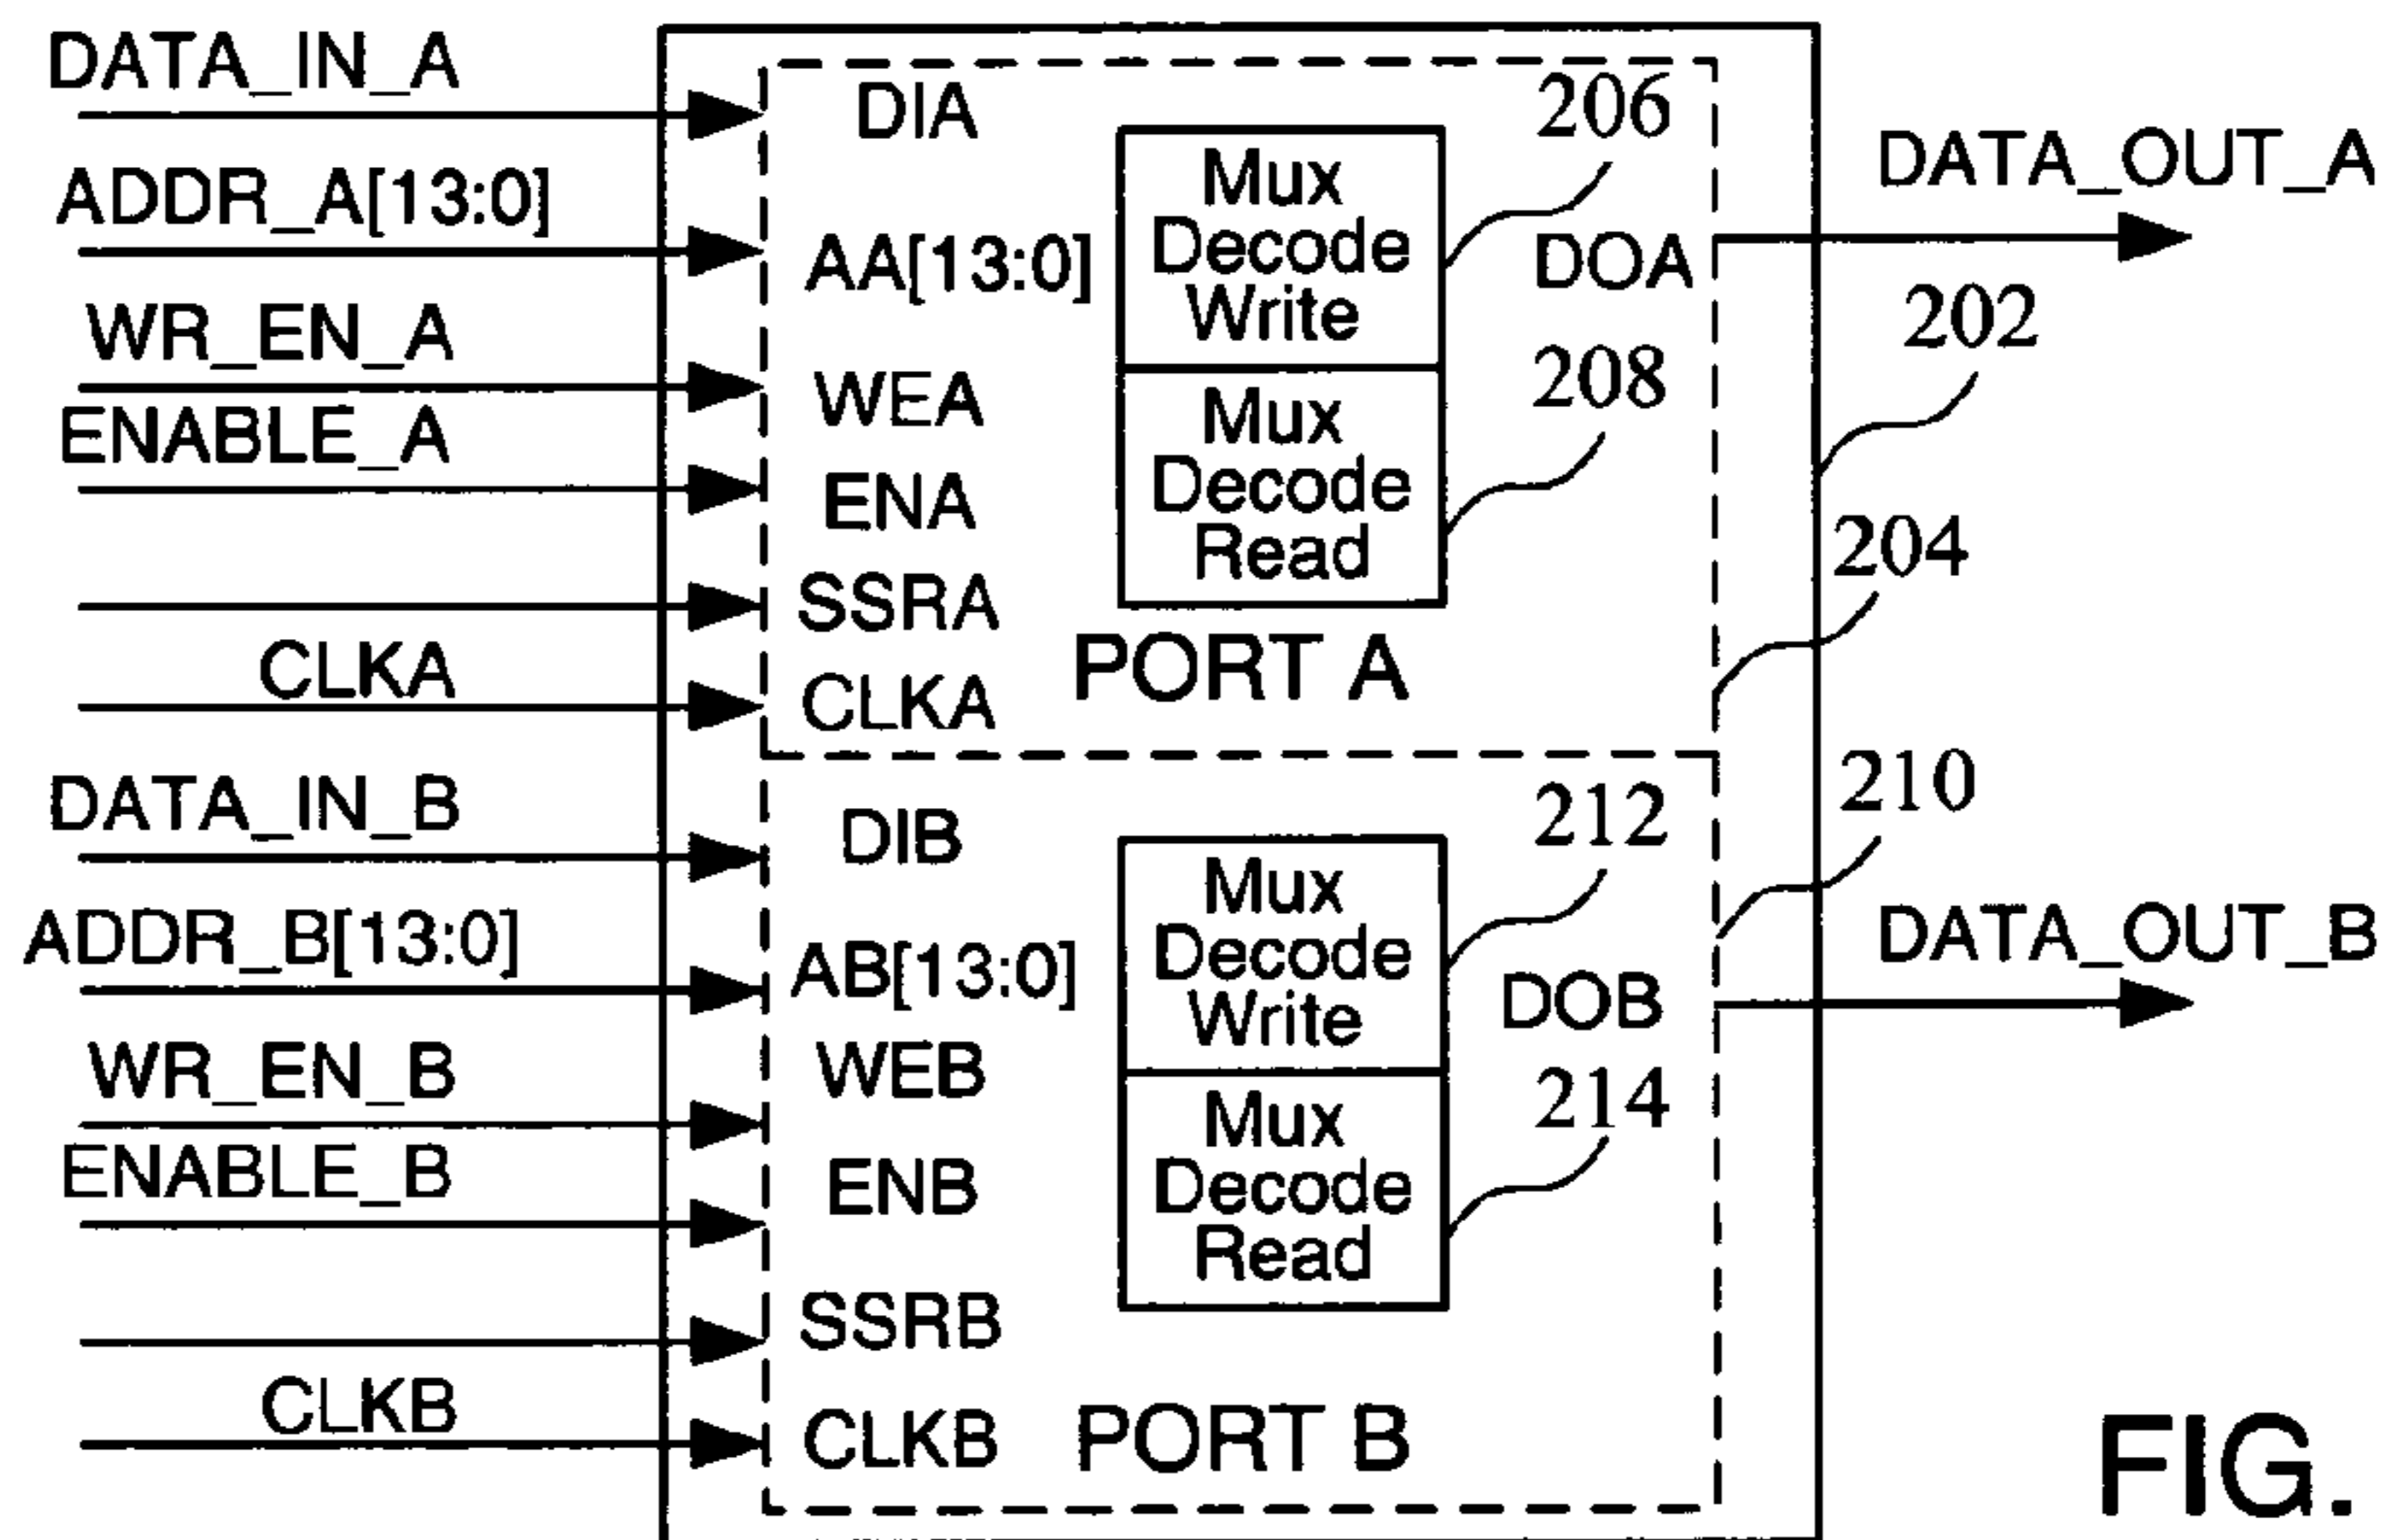 DATA_IN_A
DIA
206
Mux
Decode
Write
DATA_OUT_A
ADDR_A[13:0]
AA[13:0]
DOA
202
WR_EN_A
WEA
208
Mux
Decode
Read
ENABLE_A
ENA
204
SSRA
PORT A
CLKA
CLKA
210
DATA_IN_B
DIB
212
Mux
Decode
Write
DATA_OUT_B
ADDR_B[13:0]
AB[13:0]
DOB
WR_EN_B
WEB
214
Mux
Decode
Read
ENABLE_B
ENB
SSRB
CLKB
CLKB
PORT B
FIG.